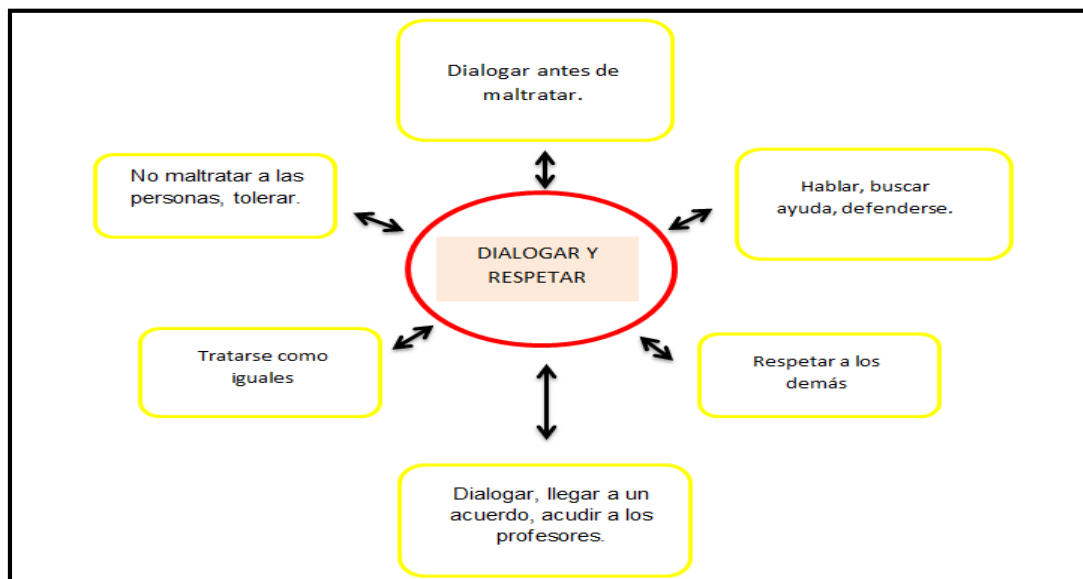 Dialogar antes de
maltratar.
No maltratar a las
personas, tolerar.
Hablar, buscar
ayuda, defenderse.
DIALOGAR Y
RESPETAR
Tratarse como
iguales
Respetar a los
demás
Dialogar, llegar a un
acuerdo, acudir a los
profesores.